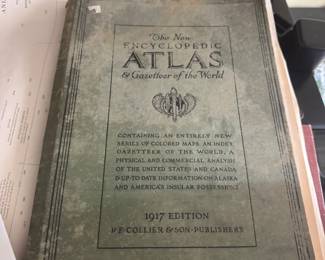 The New
ENCYCLOPEDIC
ATLAS
& Gazetteer of the World
CONTAINING AN ENTIRELY NEW
SERIES OF COLORED MAPS, AN INDEX
GAZETTEER OF THE WORLD, A
PHYSICAL AND COMMERCIAL ANALYSIS
OF THE UNITED STATES AND CANADA
& UP-TO DATE INFORMATION ON ALASKA
AND AMERICA'S INSULAR POSSESSIONS
1917 EDITION
P.F. COLLIER & SON · PUBLISHERS